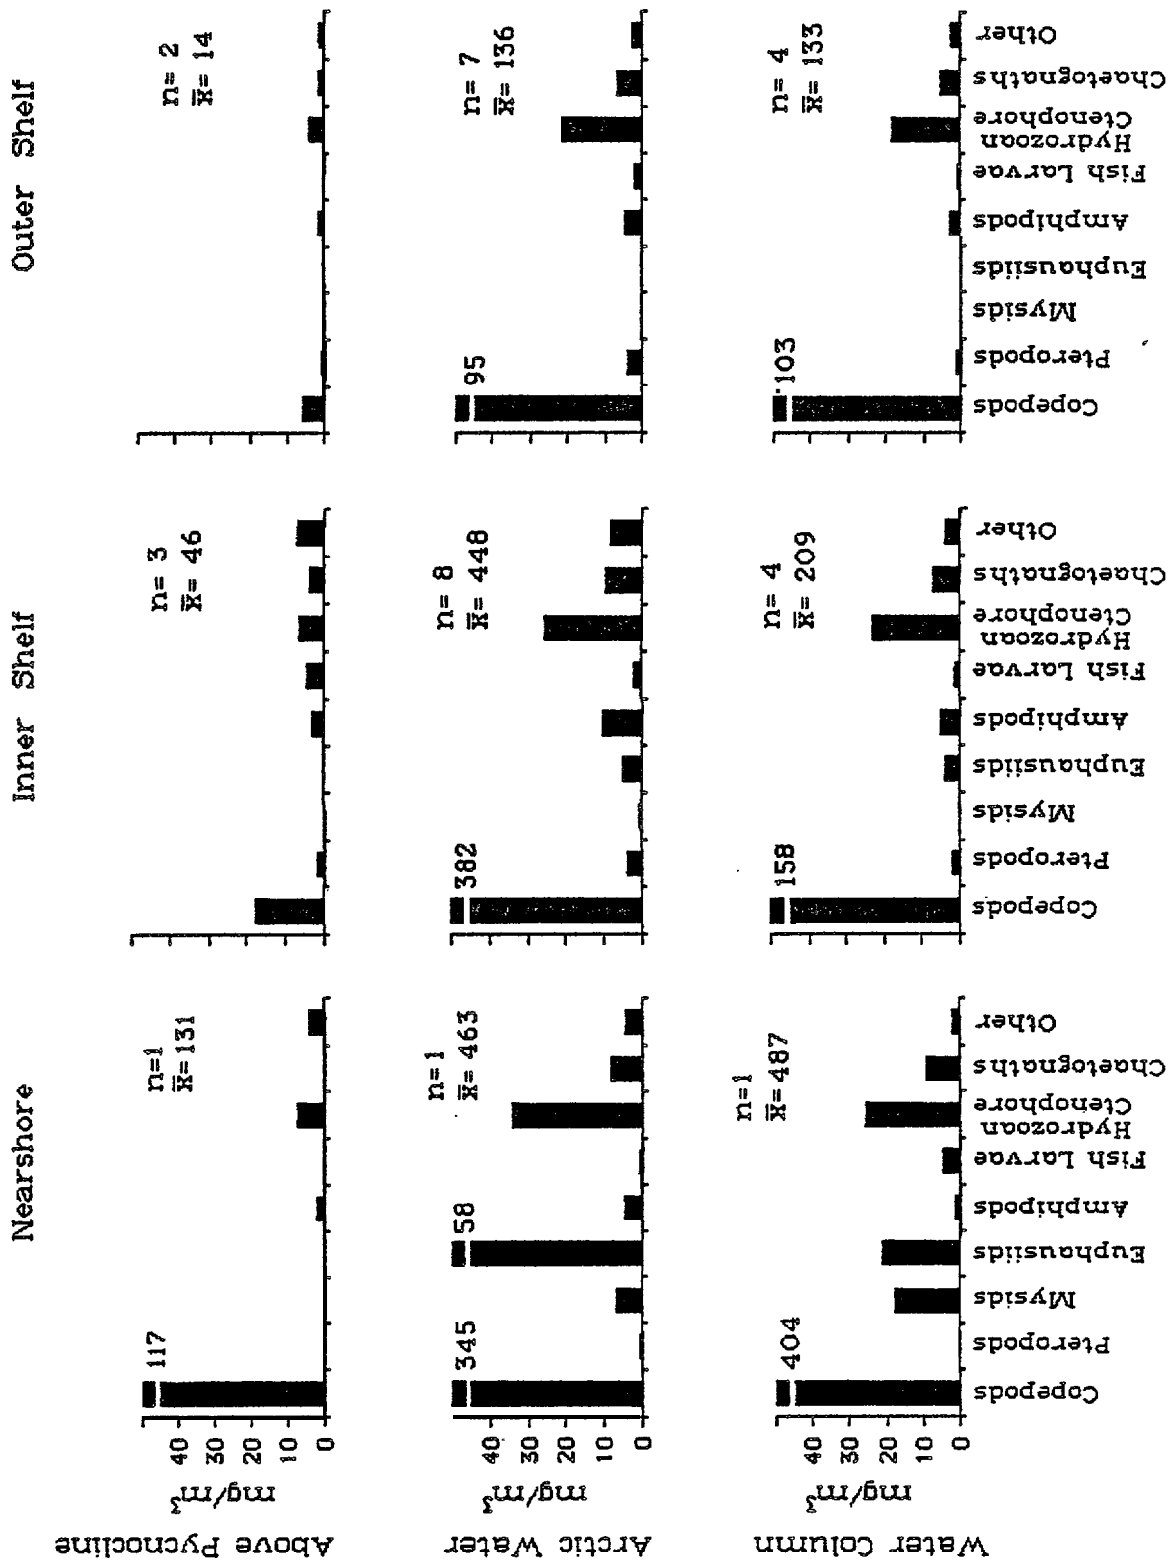 Nearshore
Inner Shelf
Outer Shelf
Above Pycnocline
mg/m³
40
30
20
10
0
117
n=1
x̄=131
n= 3
x̄= 46
n= 2
x̄= 14
Arctic Water
mg/m³
40
30
20
10
0
345
58
n=1
x̄=463
382
n= 8
x̄= 448
95
n= 7
x̄= 136
Water Column
mg/m³
40
30
20
10
0
404
n=1
x̄=487
158
n= 4
x̄= 209
103
n= 4
x̄= 133
Copepods
Pteropods
Mysids
Euphausiids
Amphipods
Fish Larvae
Hydrozoan
Ctenophore
Chaetognaths
Other
Copepods
Pteropods
Mysids
Euphausiids
Amphipods
Fish Larvae
Hydrozoan
Ctenophore
Chaetognaths
Other
Copepods
Pteropods
Mysids
Euphausiids
Amphipods
Fish Larvae
Hydrozoan
Ctenophore
Chaetognaths
Other